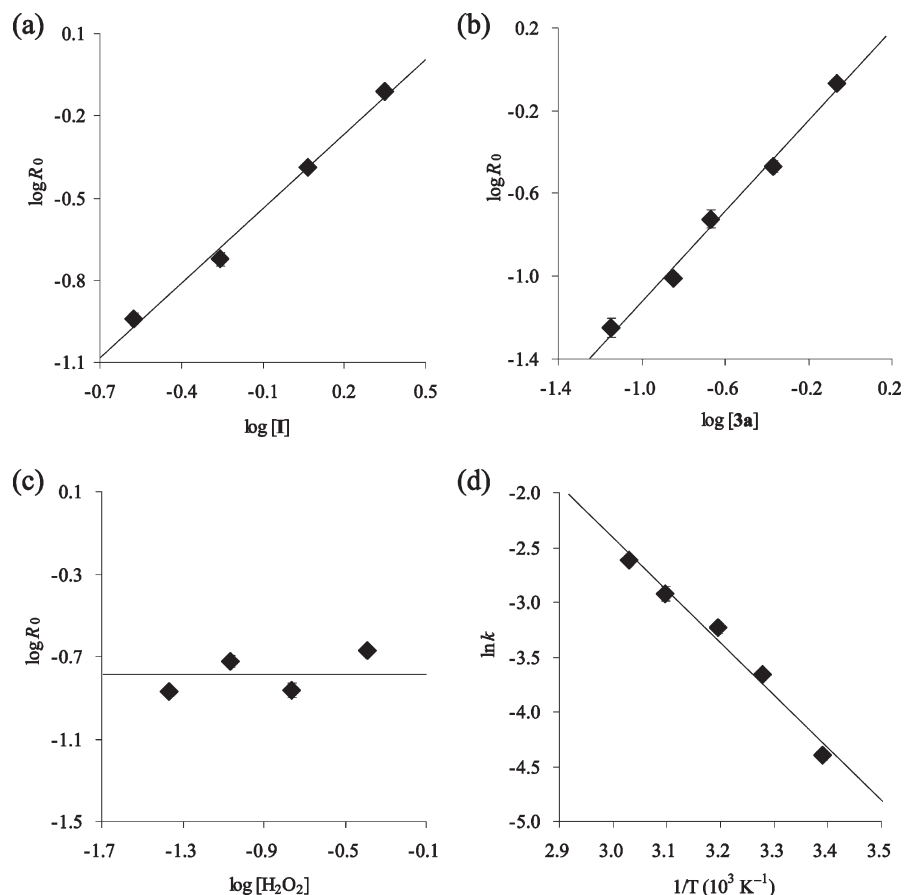 (a)
0.1
-0.2
-0.5
-0.8
-1.1
log R0
-0.7 -0.4 -0.1 0.2 0.5
log [I]
(b)
0.2
-0.2
-0.6
-1.0
-1.4
log R0
-1.4 -1.0 -0.6 -0.2 0.2
log [3a]
(c)
0.1
-0.3
-0.7
-1.1
-1.5
log R0
-1.7 -1.3 -0.9 -0.5 -0.1
log [H₂O₂]
(d)
-2.0
-2.5
-3.0
-3.5
-4.0
-4.5
-5.0
ln k
2.9 3.0 3.1 3.2 3.3 3.4 3.5
1/T (10³ K⁻¹)